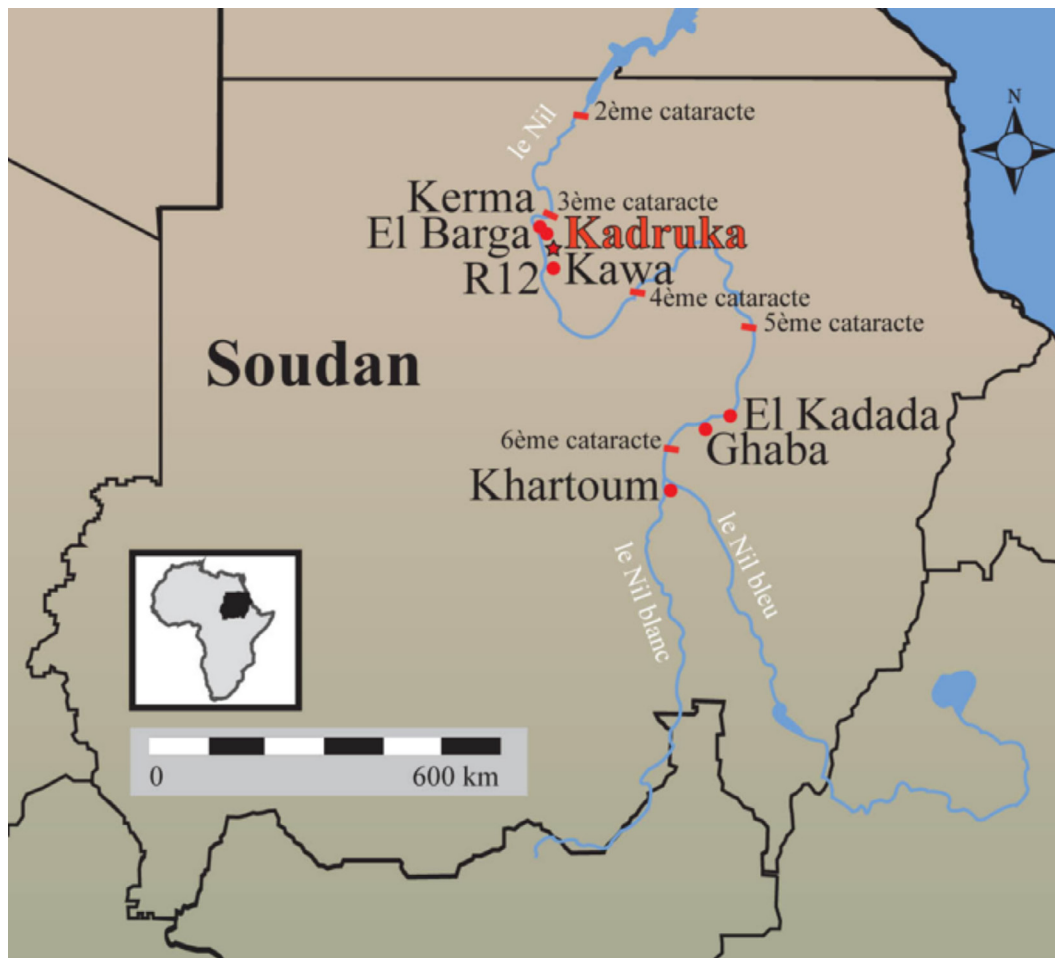 N
2ème cataracte
le Nil
3ème cataracte
Kerma
El Barga
Kadruka
Kawa
R12
4ème cataracte
5ème cataracte
Soudan
El Kadada
6ème cataracte
Ghaba
Khartoum
le Nil bleu
le Nil blanc
0 600 km